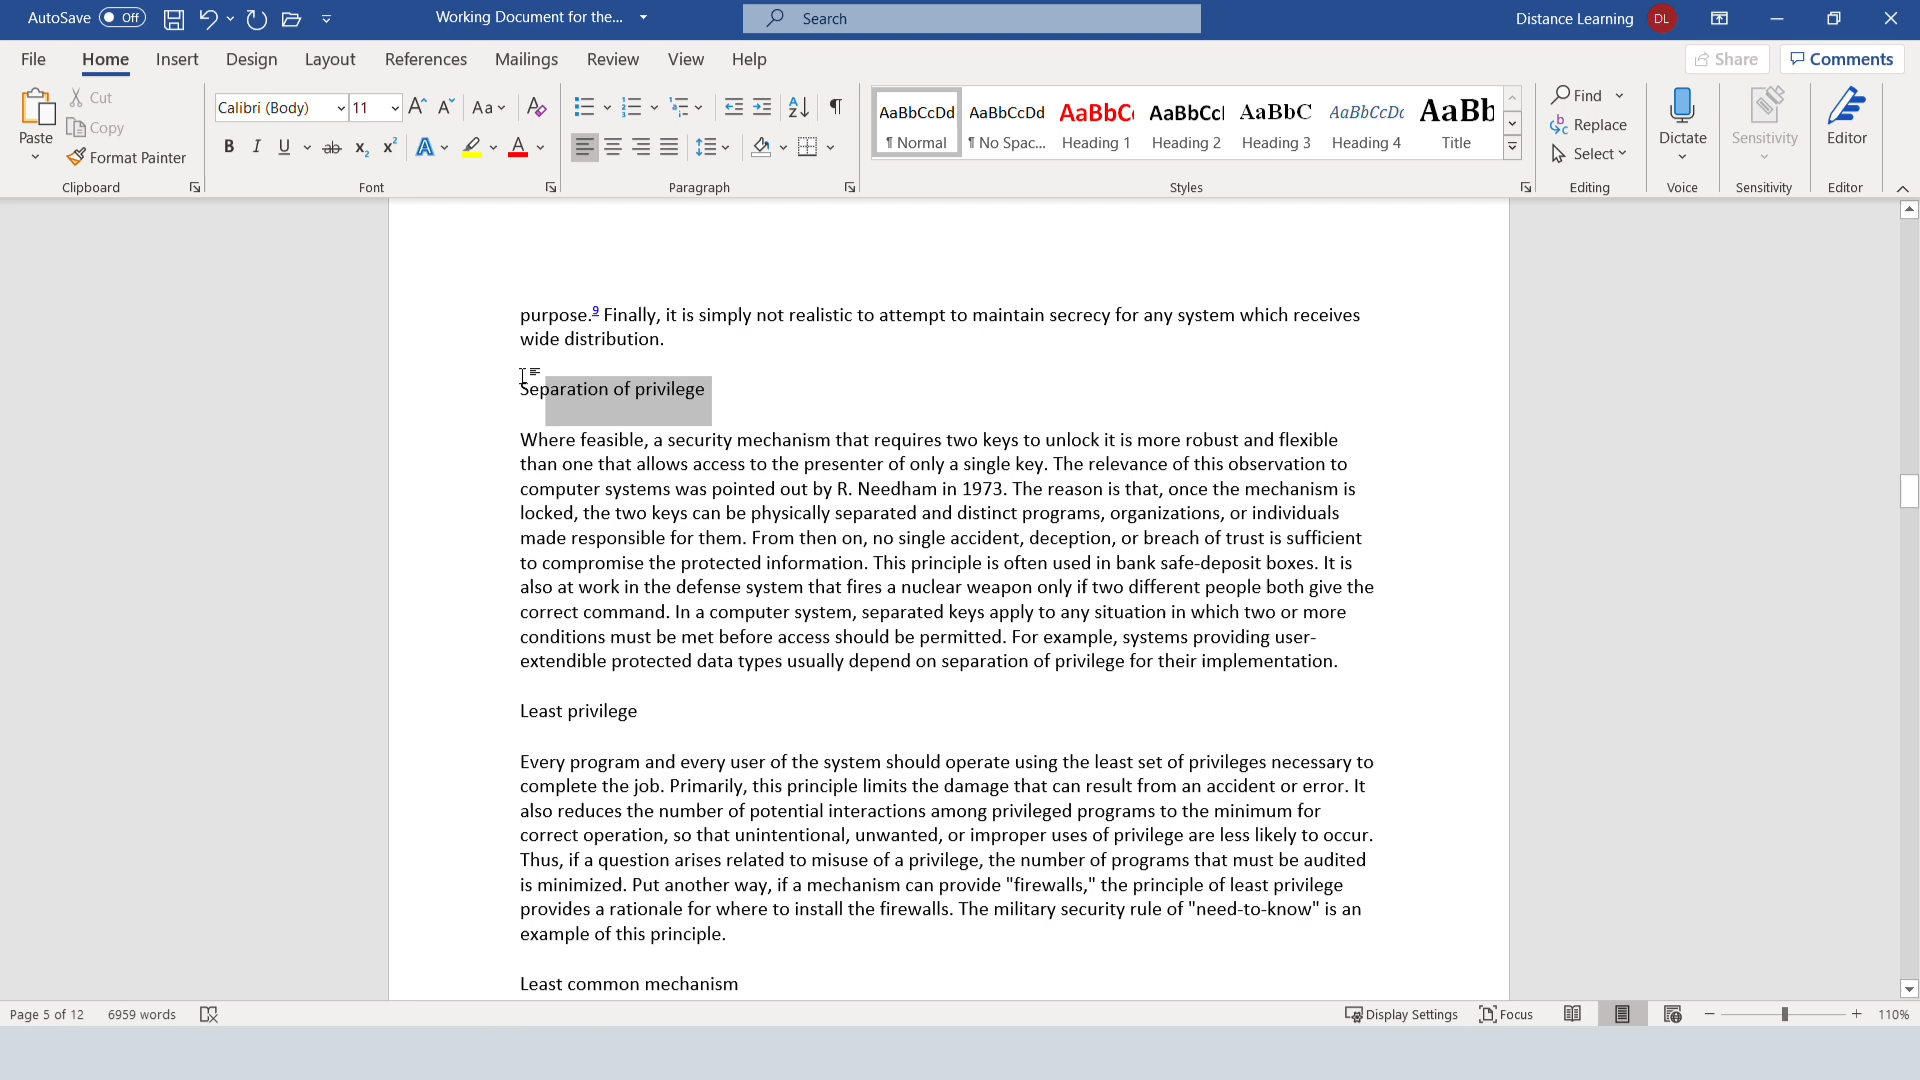 AutoSave Off Working Document for the... Search Distance Learning DL
File Home Insert Design Layout References Mailings Review View Help Share Comments
Paste Cut Copy Format Painter
Calibri (Body) 11 A^ A˅ Aa A
B I U ab x₂ x² A A
AaBbCcDd AaBbCcDd AaBbC AaBbCcl AaBbC AaBbCcDc AaBb
¶ Normal ¶ No Spac... Heading 1 Heading 2 Heading 3 Heading 4 Title
Find Replace Select Dictate Sensitivity Editor
Clipboard Font Paragraph Styles Editing Voice Sensitivity Editor
purpose.9 Finally, it is simply not realistic to attempt to maintain secrecy for any system which receives
wide distribution.
Separation of privilege
Where feasible, a security mechanism that requires two keys to unlock it is more robust and flexible
than one that allows access to the presenter of only a single key. The relevance of this observation to
computer systems was pointed out by R. Needham in 1973. The reason is that, once the mechanism is
locked, the two keys can be physically separated and distinct programs, organizations, or individuals
made responsible for them. From then on, no single accident, deception, or breach of trust is sufficient
to compromise the protected information. This principle is often used in bank safe-deposit boxes. It is
also at work in the defense system that fires a nuclear weapon only if two different people both give the
correct command. In a computer system, separated keys apply to any situation in which two or more
conditions must be met before access should be permitted. For example, systems providing user-
extendible protected data types usually depend on separation of privilege for their implementation.
Least privilege
Every program and every user of the system should operate using the least set of privileges necessary to
complete the job. Primarily, this principle limits the damage that can result from an accident or error. It
also reduces the number of potential interactions among privileged programs to the minimum for
correct operation, so that unintentional, unwanted, or improper uses of privilege are less likely to occur.
Thus, if a question arises related to misuse of a privilege, the number of programs that must be audited
is minimized. Put another way, if a mechanism can provide "firewalls," the principle of least privilege
provides a rationale for where to install the firewalls. The military security rule of "need-to-know" is an
example of this principle.
Least common mechanism
Page 5 of 12 6959 words Display Settings Focus 110%